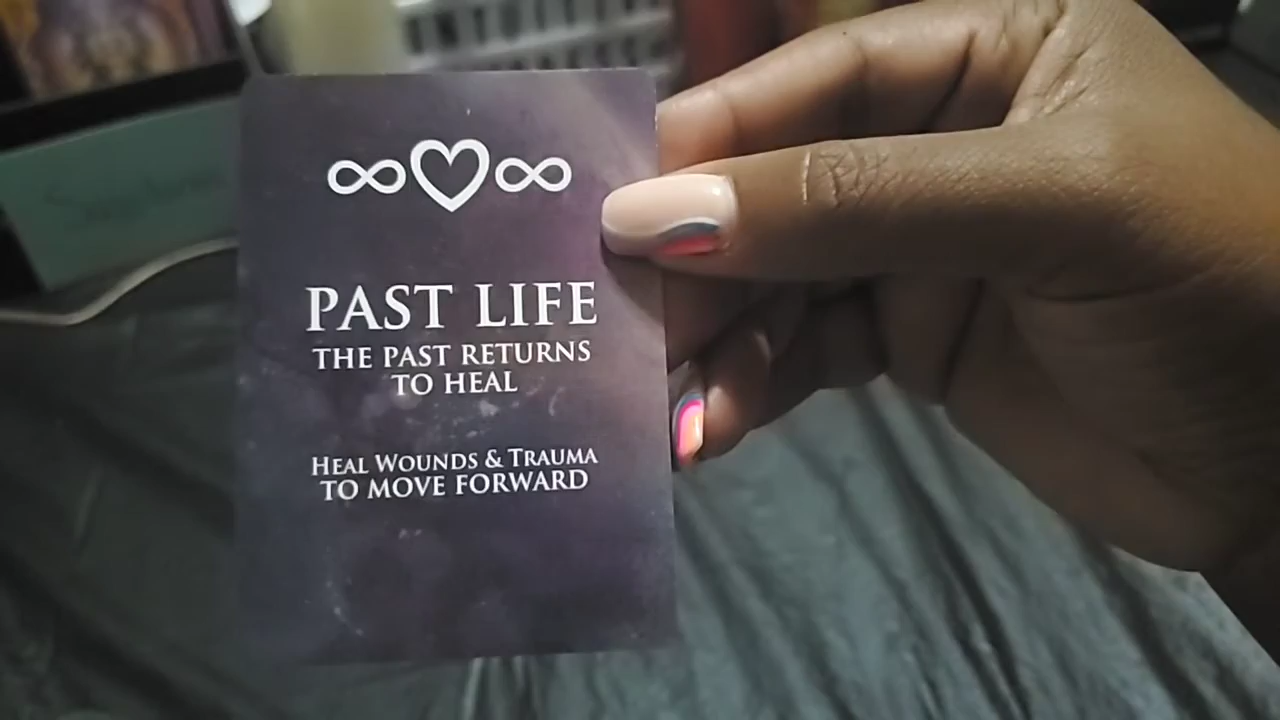 PAST LIFE
THE PAST RETURNS
TO HEAL
HEAL WOUNDS & TRAUMA
TO MOVE FORWARD